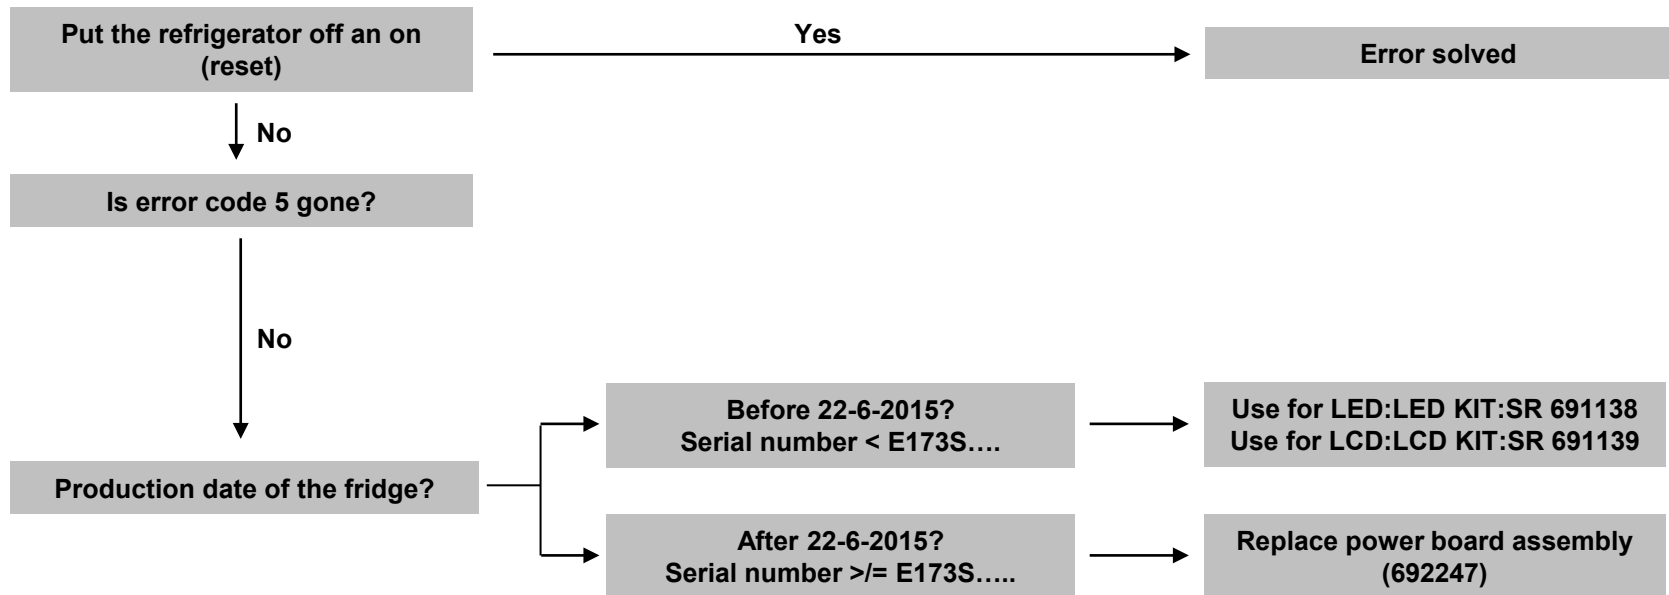 Put the refrigerator off an on
(reset)
Yes
Error solved
No
Is error code 5 gone?
No
Before 22-6-2015?
Serial number < E173S….
Use for LED:LED KIT:SR 691138
Use for LCD:LCD KIT:SR 691139
Production date of the fridge?
After 22-6-2015?
Serial number >/= E173S…..
Replace power board assembly
(692247)